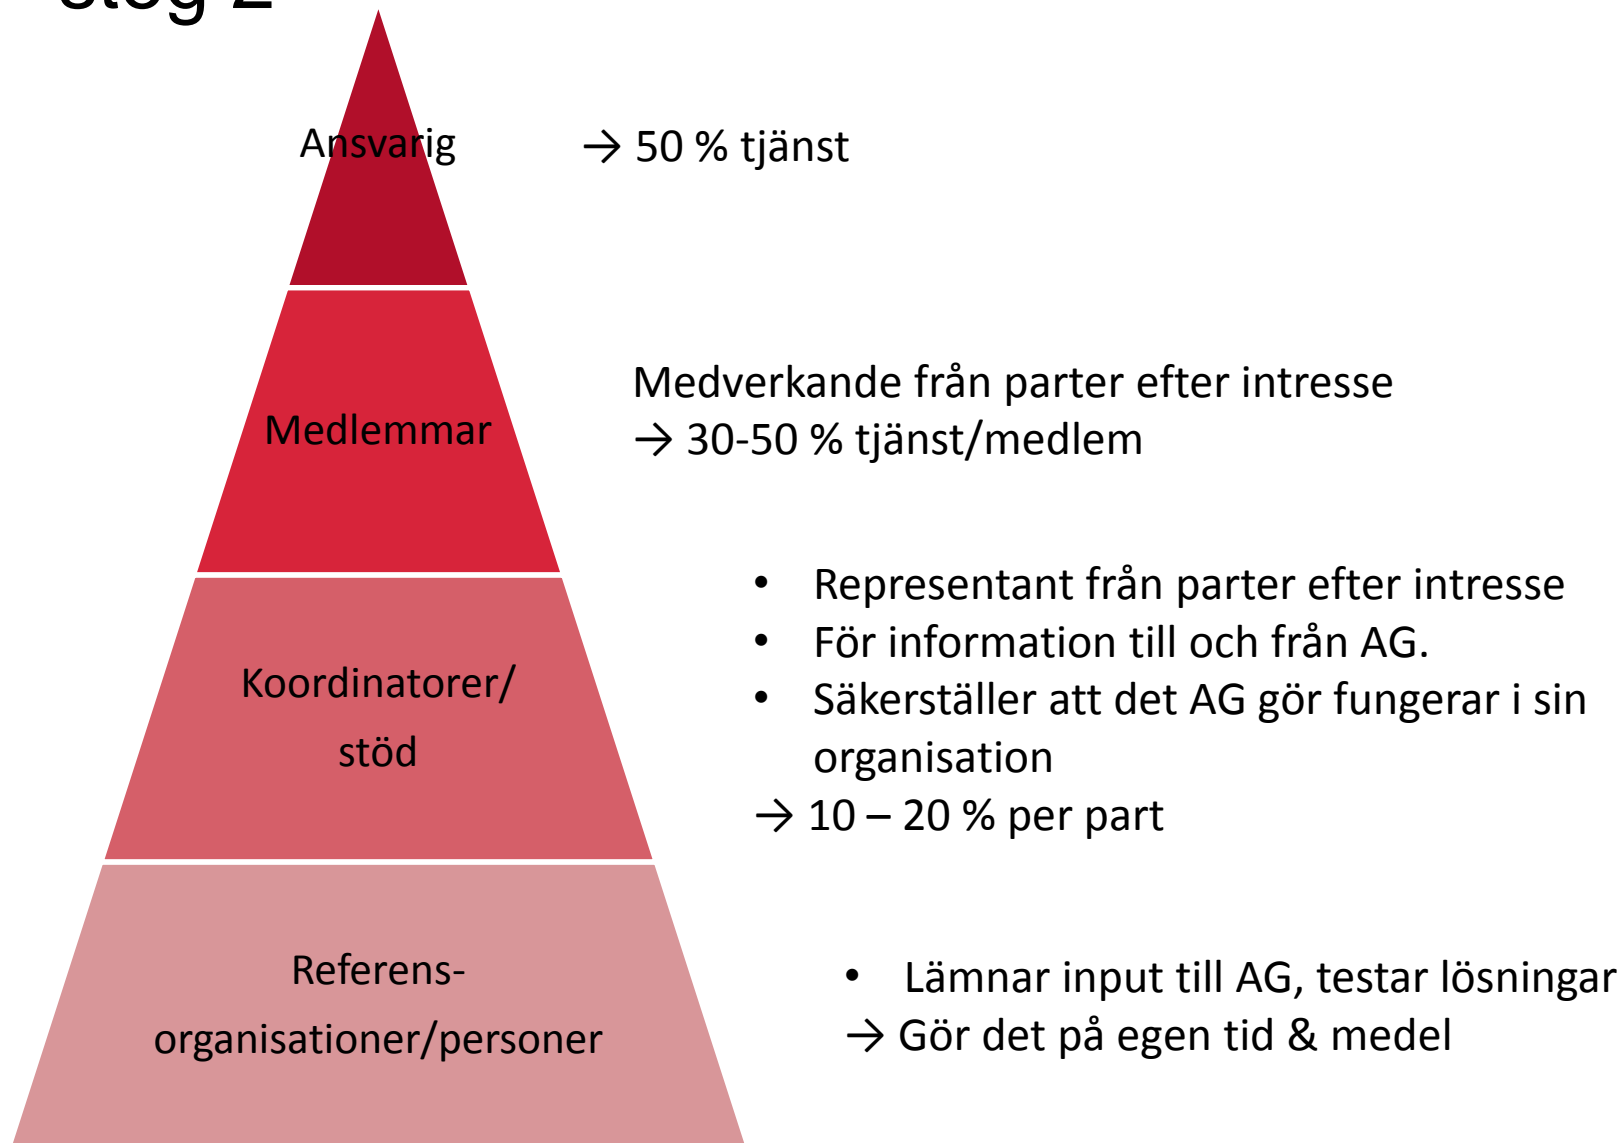 steg 2
Ansvarig
→ 50 % tjänst
Medlemmar
Medverkande från parter efter intresse
→ 30-50 % tjänst/medlem
Koordinatorer/
stöd
• Representant från parter efter intresse
• För information till och från AG.
• Säkerställer att det AG gör fungerar i sin
organisation
→ 10 – 20 % per part
Referens-
organisationer/personer
• Lämnar input till AG, testar lösningar
→ Gör det på egen tid & medel